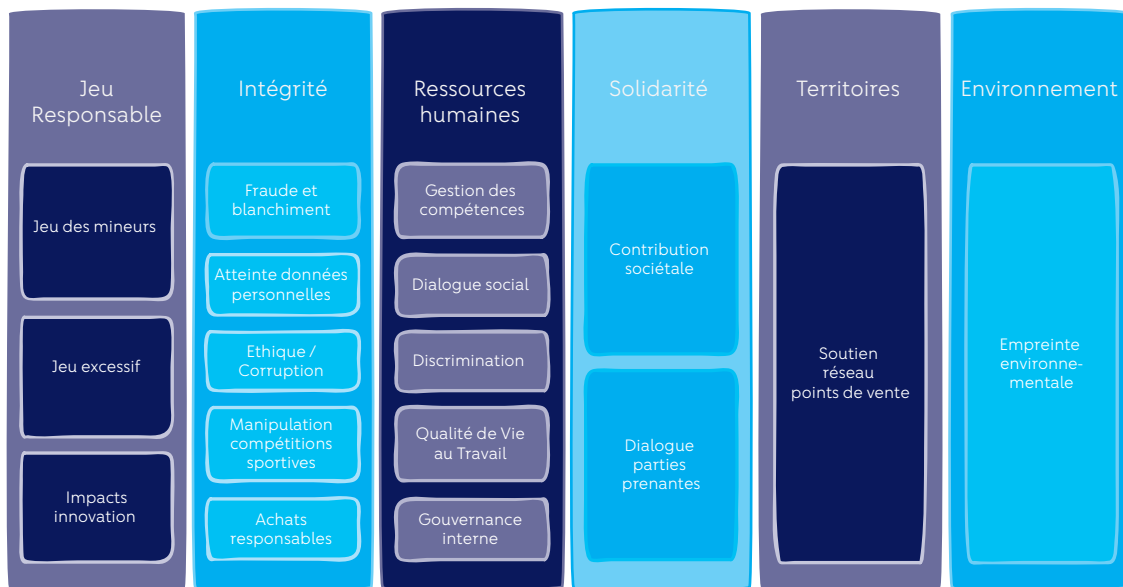 Jeu
Responsable
Jeu des mineurs
Jeu excessif
Impacts
innovation
Intégrité
Fraude et
blanchiment
Atteinte données
personnelles
Ethique /
Corruption
Manipulation
compétitions
sportives
Achats
responsables
Ressources
humaines
Gestion des
compétences
Dialogue social
Discrimination
Qualité de Vie
au Travail
Gouvernance
interne
Solidarité
Contribution
sociétale
Dialogue
parties
prenantes
Territoires
Soutien
réseau
points de vente
Environnement
Empreinte
environne-
mentale